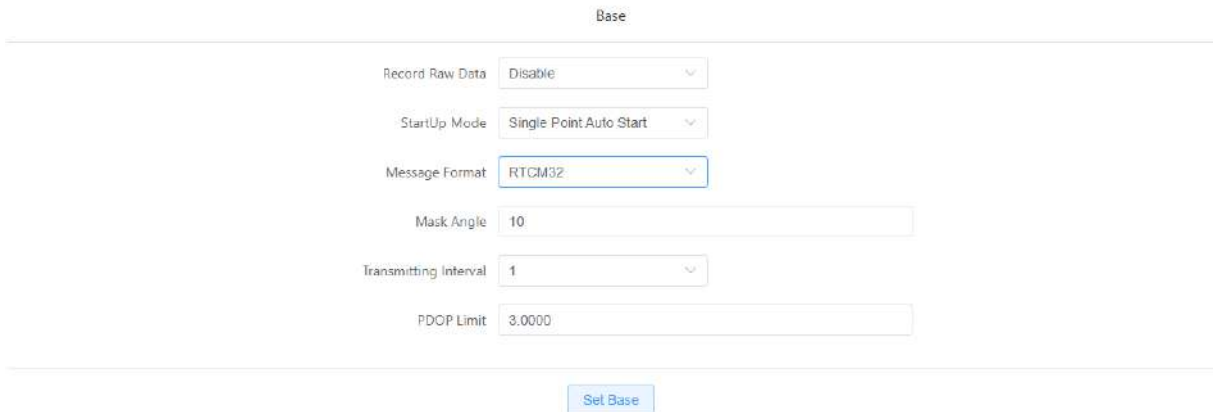 Base
Record Raw Data Disable
StartUp Mode Single Point Auto Start
Message Format RTCM32
Mask Angle 10
Transmitting Interval 1
PDOP Limit 3.0000
Set Base